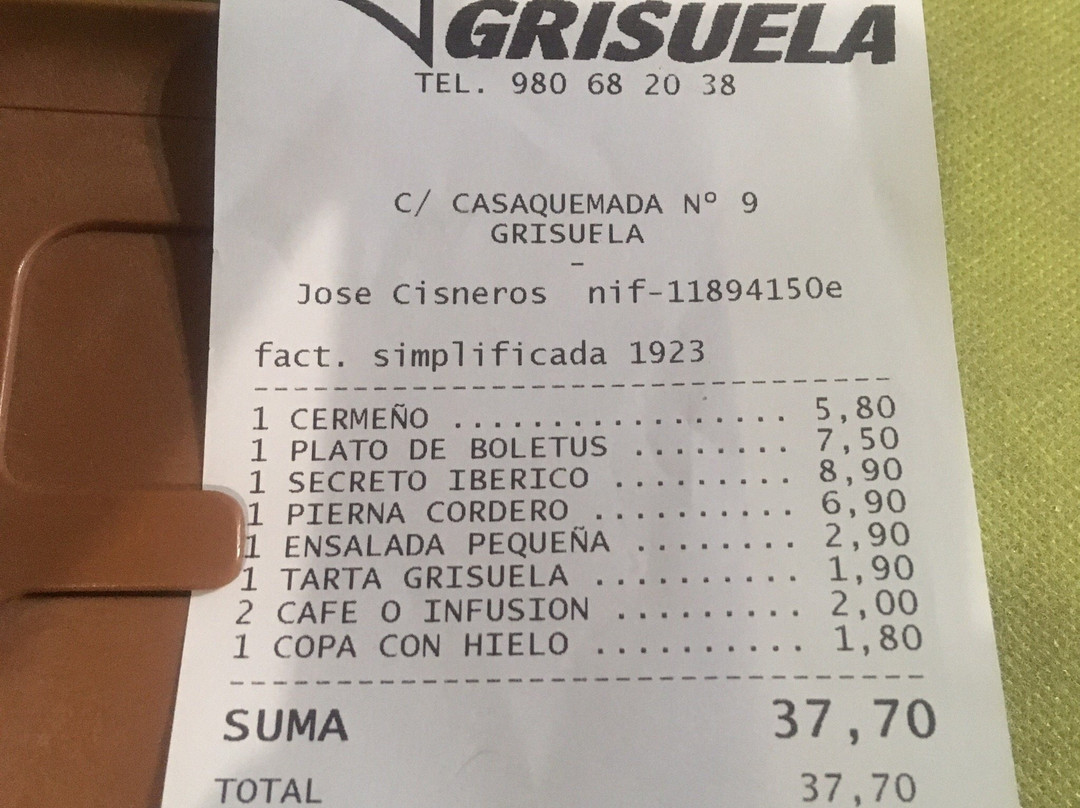 GRISUELA
TEL. 980 68 20 38
C/ CASAQUEMADA Nº 9
GRISUELA
-
Jose Cisneros nif-11894150e
fact. simplificada 1923
--------------------------------
1 CERMEÑO ................. 5,80
1 PLATO DE BOLETUS ........ 7,50
1 SECRETO IBERICO ......... 8,90
1 PIERNA CORDERO .......... 6,90
1 ENSALADA PEQUEÑA ........ 2,90
1 TARTA GRISUELA .......... 1,90
2 CAFE O INFUSION ......... 2,00
1 COPA CON HIELO .......... 1,80
--------------------------------
SUMA 37,70
TOTAL 37,70